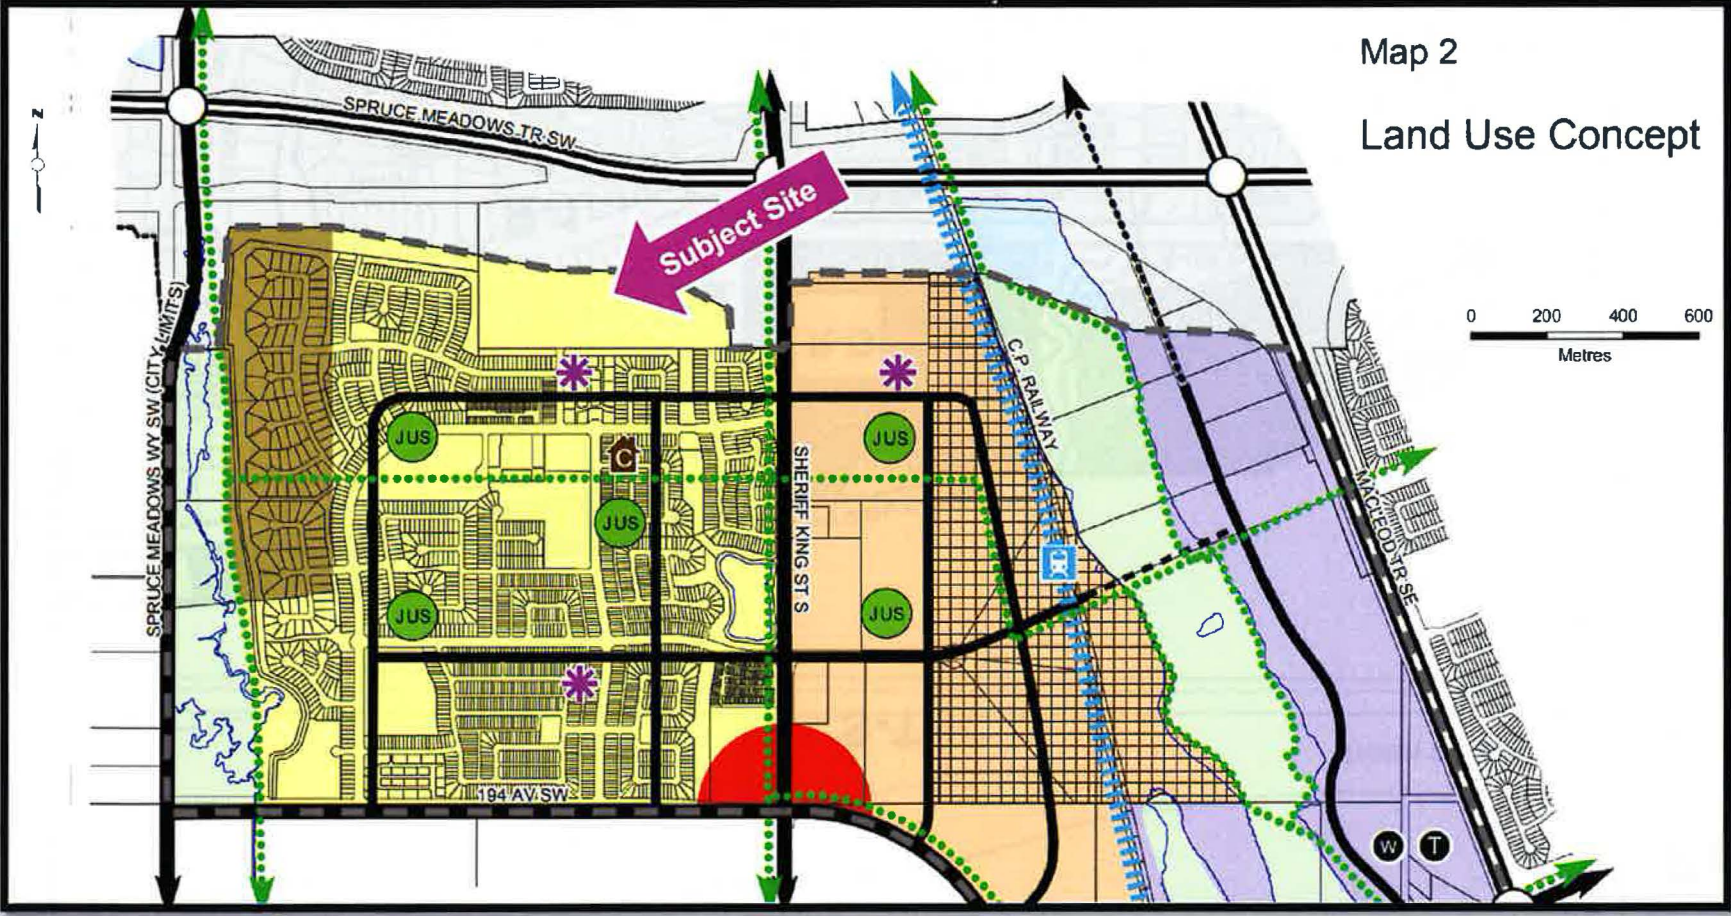 Map 2
Land Use Concept
N
SPRUCE MEADOWS TR SW
Subject Site
0 200 400 600
Metres
SPRUCE MEADOWS WY SW (CITY LIMITS)
C.P. RAILWAY
JUS
JUS
C
SHERIFF KING ST S
JUS
MACLEOD TR SE
JUS
JUS
194 AV SW
W
T